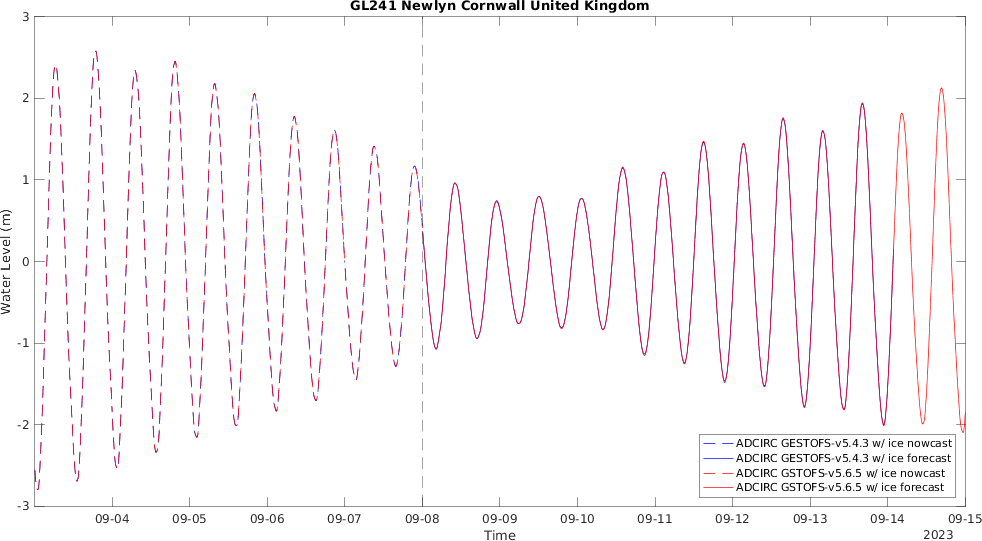 GL241 Newlyn Cornwall United Kingdom
3
2
1
0
-1
-2
-3
Water Level (m)
ADCIRC GESTOFS-v5.4.3 w/ ice nowcast
ADCIRC GESTOFS-v5.4.3 w/ ice forecast
ADCIRC GSTOFS-v5.6.5 w/ ice nowcast
ADCIRC GSTOFS-v5.6.5 w/ ice forecast
09-04 09-05 09-06 09-07 09-08 09-09 09-10 09-11 09-12 09-13 09-14 09-15
Time
2023